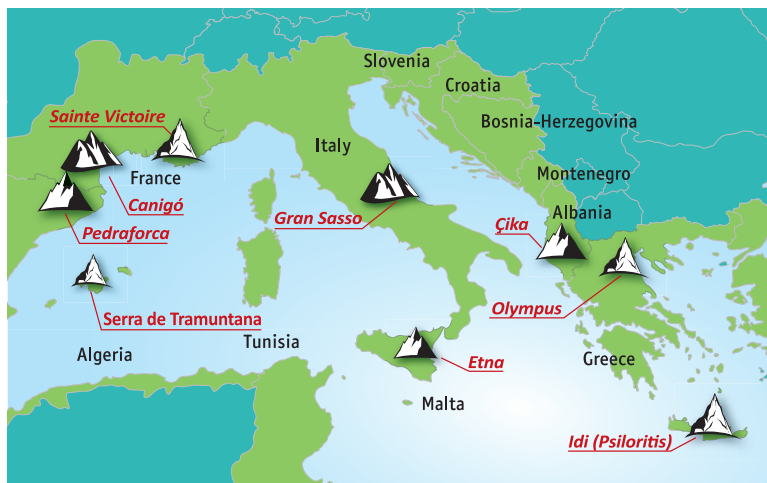 Slovenia
Croatia
Sainte Victoire
Bosnia-Herzegovina
Italy
France
Montenegro
Canigó
Albania
Gran Sasso
Çika
Pedraforca
Olympus
Serra de Tramuntana
Tunisia
Algeria
Etna
Greece
Malta
Idi (Psiloritis)